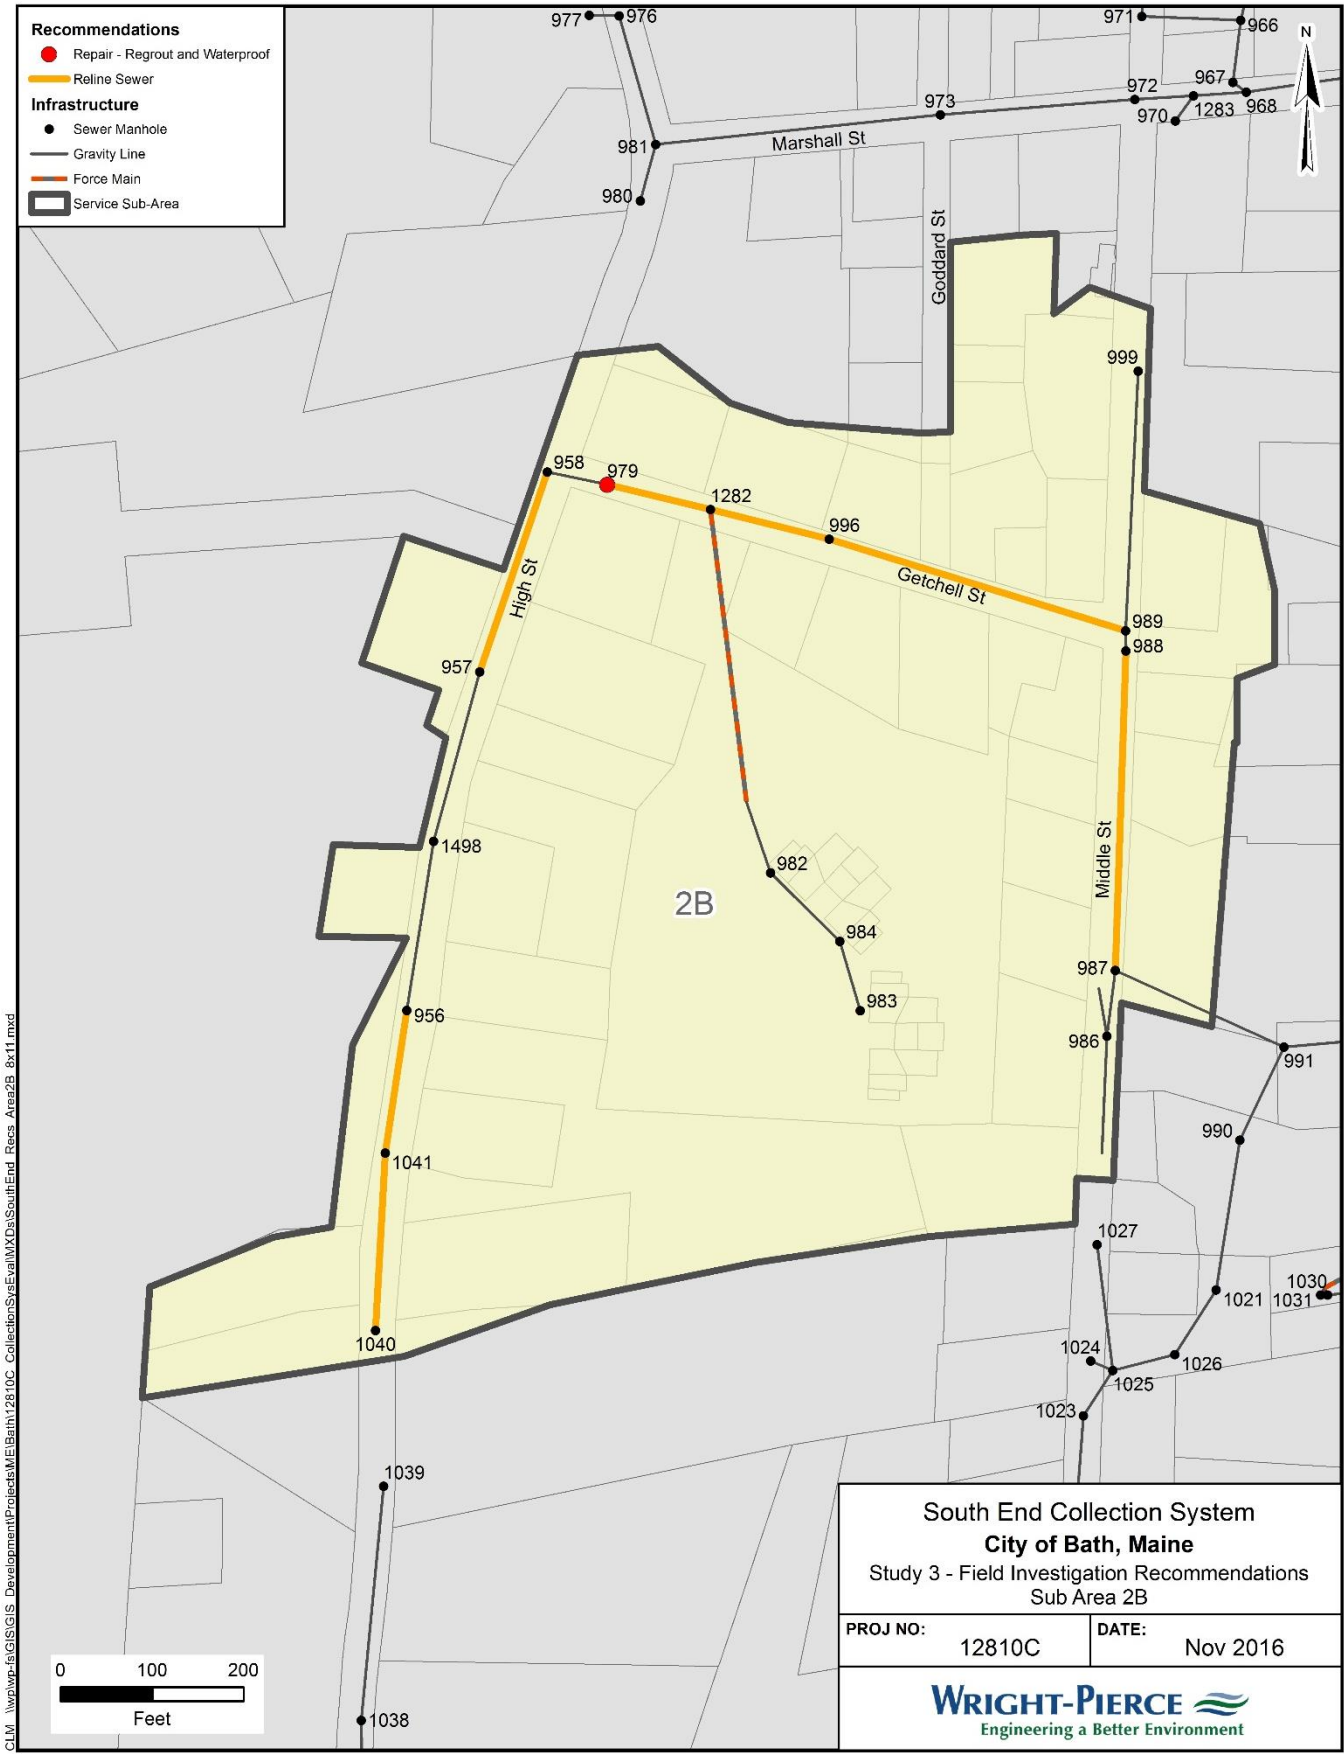 Recommendations
Repair - Regrout and Waterproof
Reline Sewer
Infrastructure
Sewer Manhole
Gravity Line
Force Main
Service Sub-Area
977
976
971
966
N
967
972
968
973
970
1283
981
Marshall St
980
Goddard St
999
958
979
1282
996
Getchell St
High St
989
988
957
1498
982
Middle St
2B
984
987
983
956
986
991
990
1041
1027
1030
1021
1031
1040
1024
1026
1025
1023
1039
1038
0 100 200
Feet
CLM \\wp\wp-fs\GIS\GIS_Development\Projects\ME\Bath\12810C_CollectionSysEval\MXDs\SouthEnd_Recs_Area2B_8x11.mxd
South End Collection System
City of Bath, Maine
Study 3 - Field Investigation Recommendations
Sub Area 2B
PROJ NO: 12810C
DATE: Nov 2016
WRIGHT-PIERCE
Engineering a Better Environment